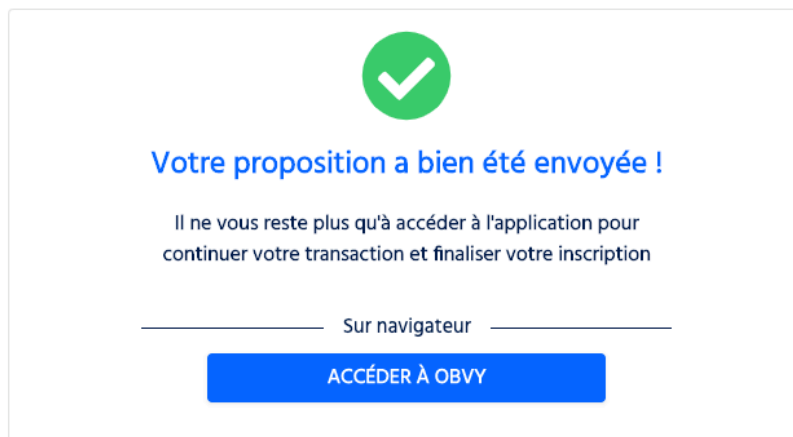 Votre proposition a bien été envoyée !
Il ne vous reste plus qu'à accéder à l'application pour
continuer votre transaction et finaliser votre inscription
Sur navigateur
ACCÉDER À OBVY